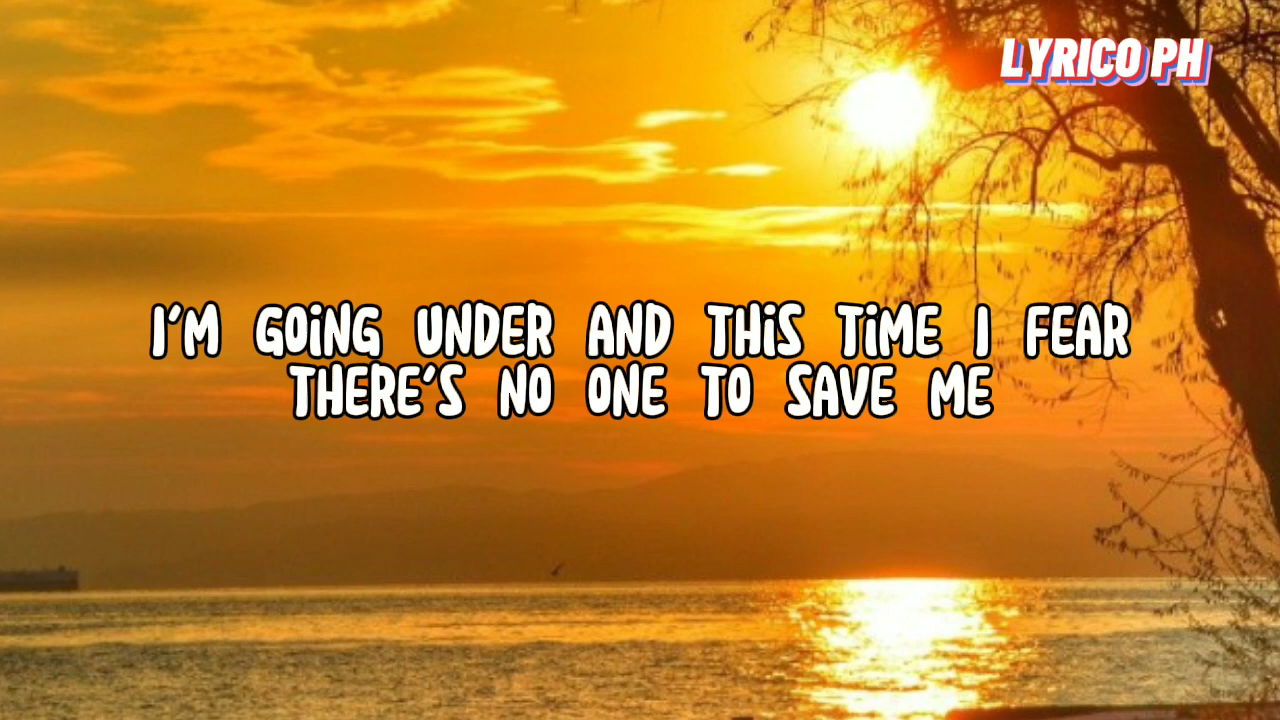 LYRICO PH
I'M GOING UNDER AND THIS TIME I FEAR
THERE'S NO ONE TO SAVE ME